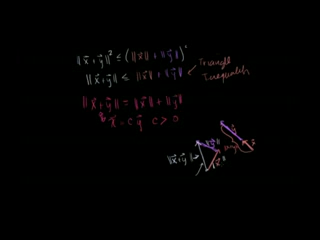 ‖x⃗+y⃗‖² ≤ (‖x⃗‖+‖y⃗‖)²
‖x⃗+y⃗‖ ≤ ‖x⃗‖+‖y⃗‖
Triangle
Inequality
‖x⃗+y⃗‖ = ‖x⃗‖+‖y⃗‖
x⃗ = c y⃗ c > 0
‖x⃗+y⃗‖
‖y⃗‖
‖x⃗‖